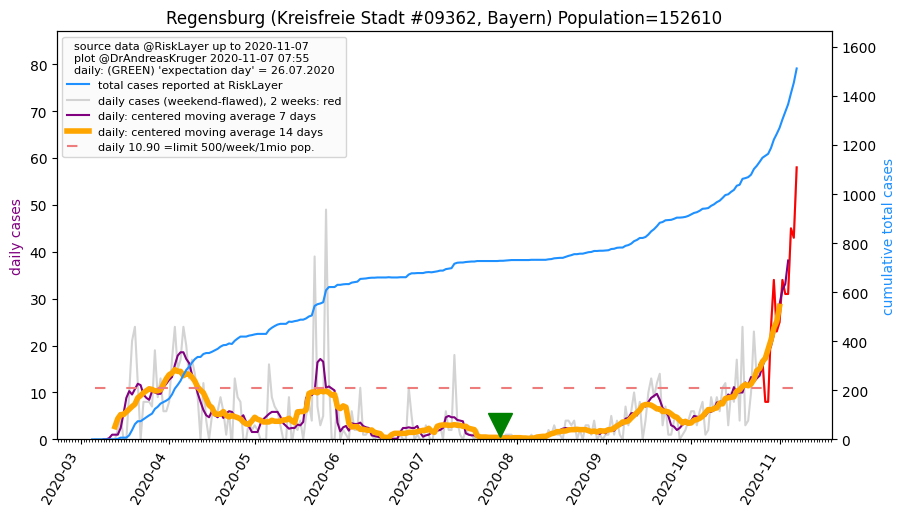 Regensburg (Kreisfreie Stadt #09362, Bayern) Population=152610
source data @RiskLayer up to 2020-11-07
plot @DrAndreasKruger 2020-11-07 07:55
daily: (GREEN) 'expectation day' = 26.07.2020
total cases reported at RiskLayer
daily cases (weekend-flawed), 2 weeks: red
daily: centered moving average 7 days
daily: centered moving average 14 days
daily 10.90 =limit 500/week/1mio pop.
daily cases
80
70
60
50
40
30
20
10
0
1600
1400
1200
1000
800
600
400
200
0
cumulative total cases
2020-03
2020-04
2020-05
2020-06
2020-07
2020-08
2020-09
2020-10
2020-11